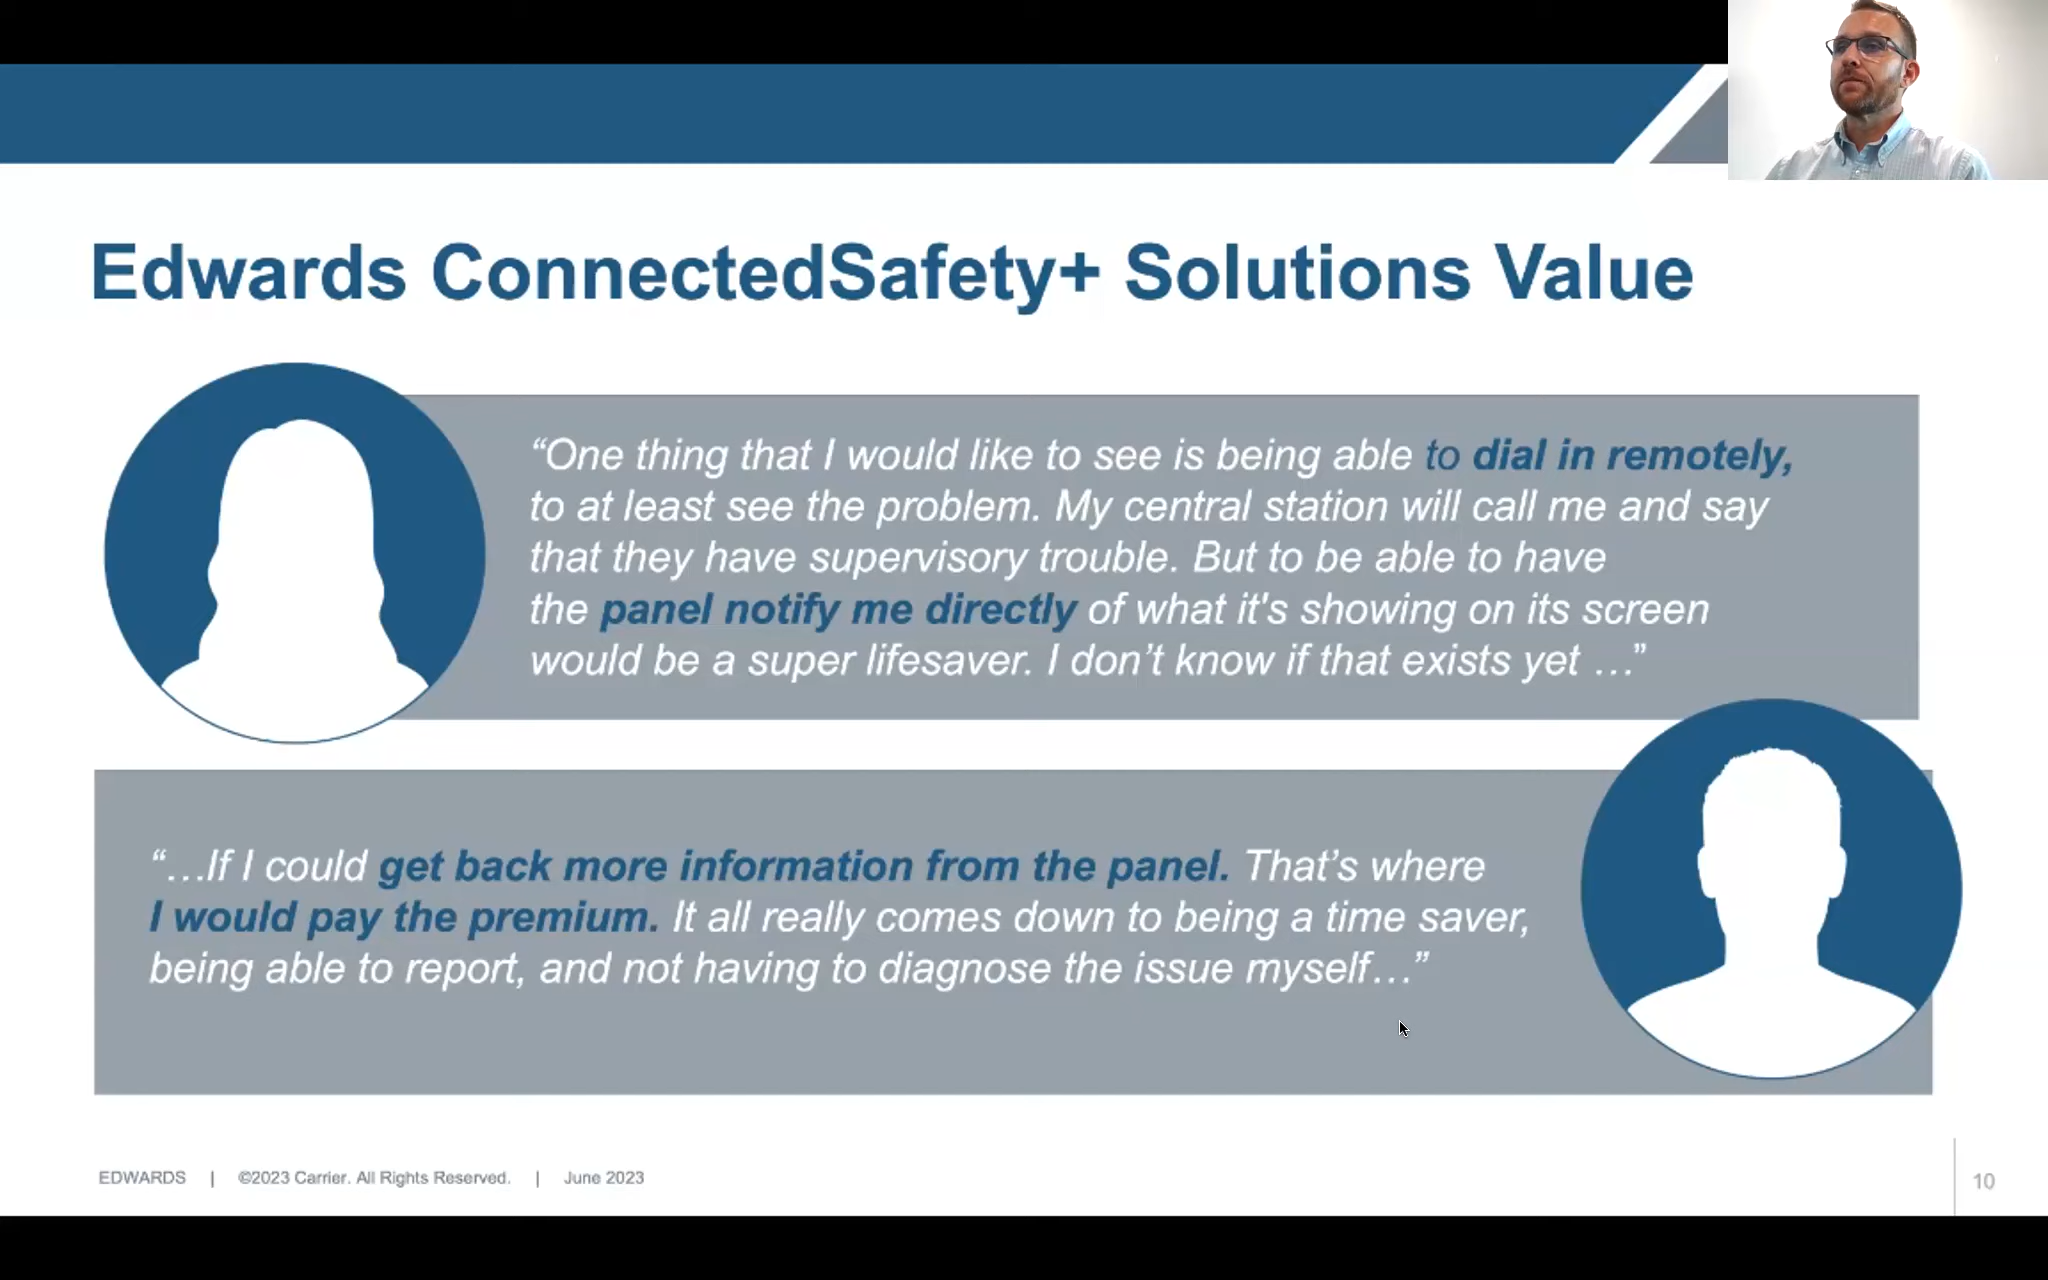 Edwards ConnectedSafety+ Solutions Value
“One thing that I would like to see is being able to dial in remotely,
to at least see the problem. My central station will call me and say
that they have supervisory trouble. But to be able to have
the panel notify me directly of what it's showing on its screen
would be a super lifesaver. I don’t know if that exists yet …”
“…If I could get back more information from the panel. That’s where
I would pay the premium. It all really comes down to being a time saver,
being able to report, and not having to diagnose the issue myself…”
EDWARDS | ©2023 Carrier. All Rights Reserved. | June 2023
10